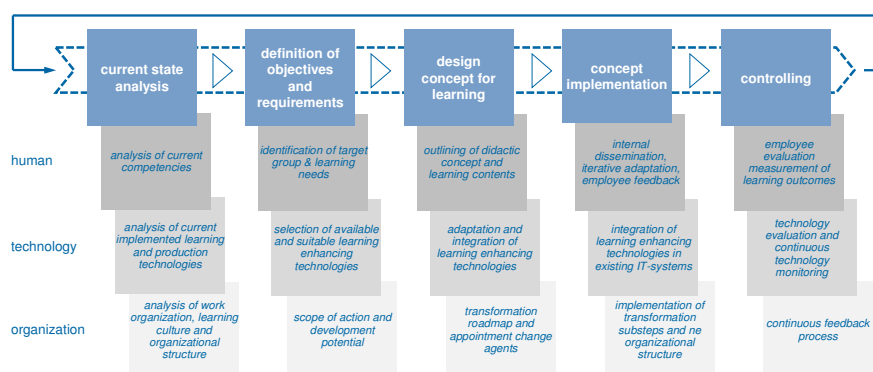 current state
analysis
definition of
objectives
and
requirements
design
concept for
learning
concept
implementation
controlling
human
analysis of current
competencies
identification of target
group & learning
needs
outlining of didactic
concept and
learning contents
internal
dissemination,
iterative adaptation,
employee feedback
employee
evaluation
measurement of
learning outcomes
technology
analysis of current
implemented learning
and production
technologies
selection of available
and suitable learning
enhancing
technologies
adaptation and
integration of
learning enhancing
technologies
integration of
learning enhancing
technologies in
existing IT-systems
technology
evaluation and
continuous
technology
monitoring
organization
analysis of work
organization, learning
culture and
organizational
structure
scope of action and
development
potential
transformation
roadmap and
appointment change
agents
implementation of
transformation
substeps and ne
organizational
structure
continuous feedback
process